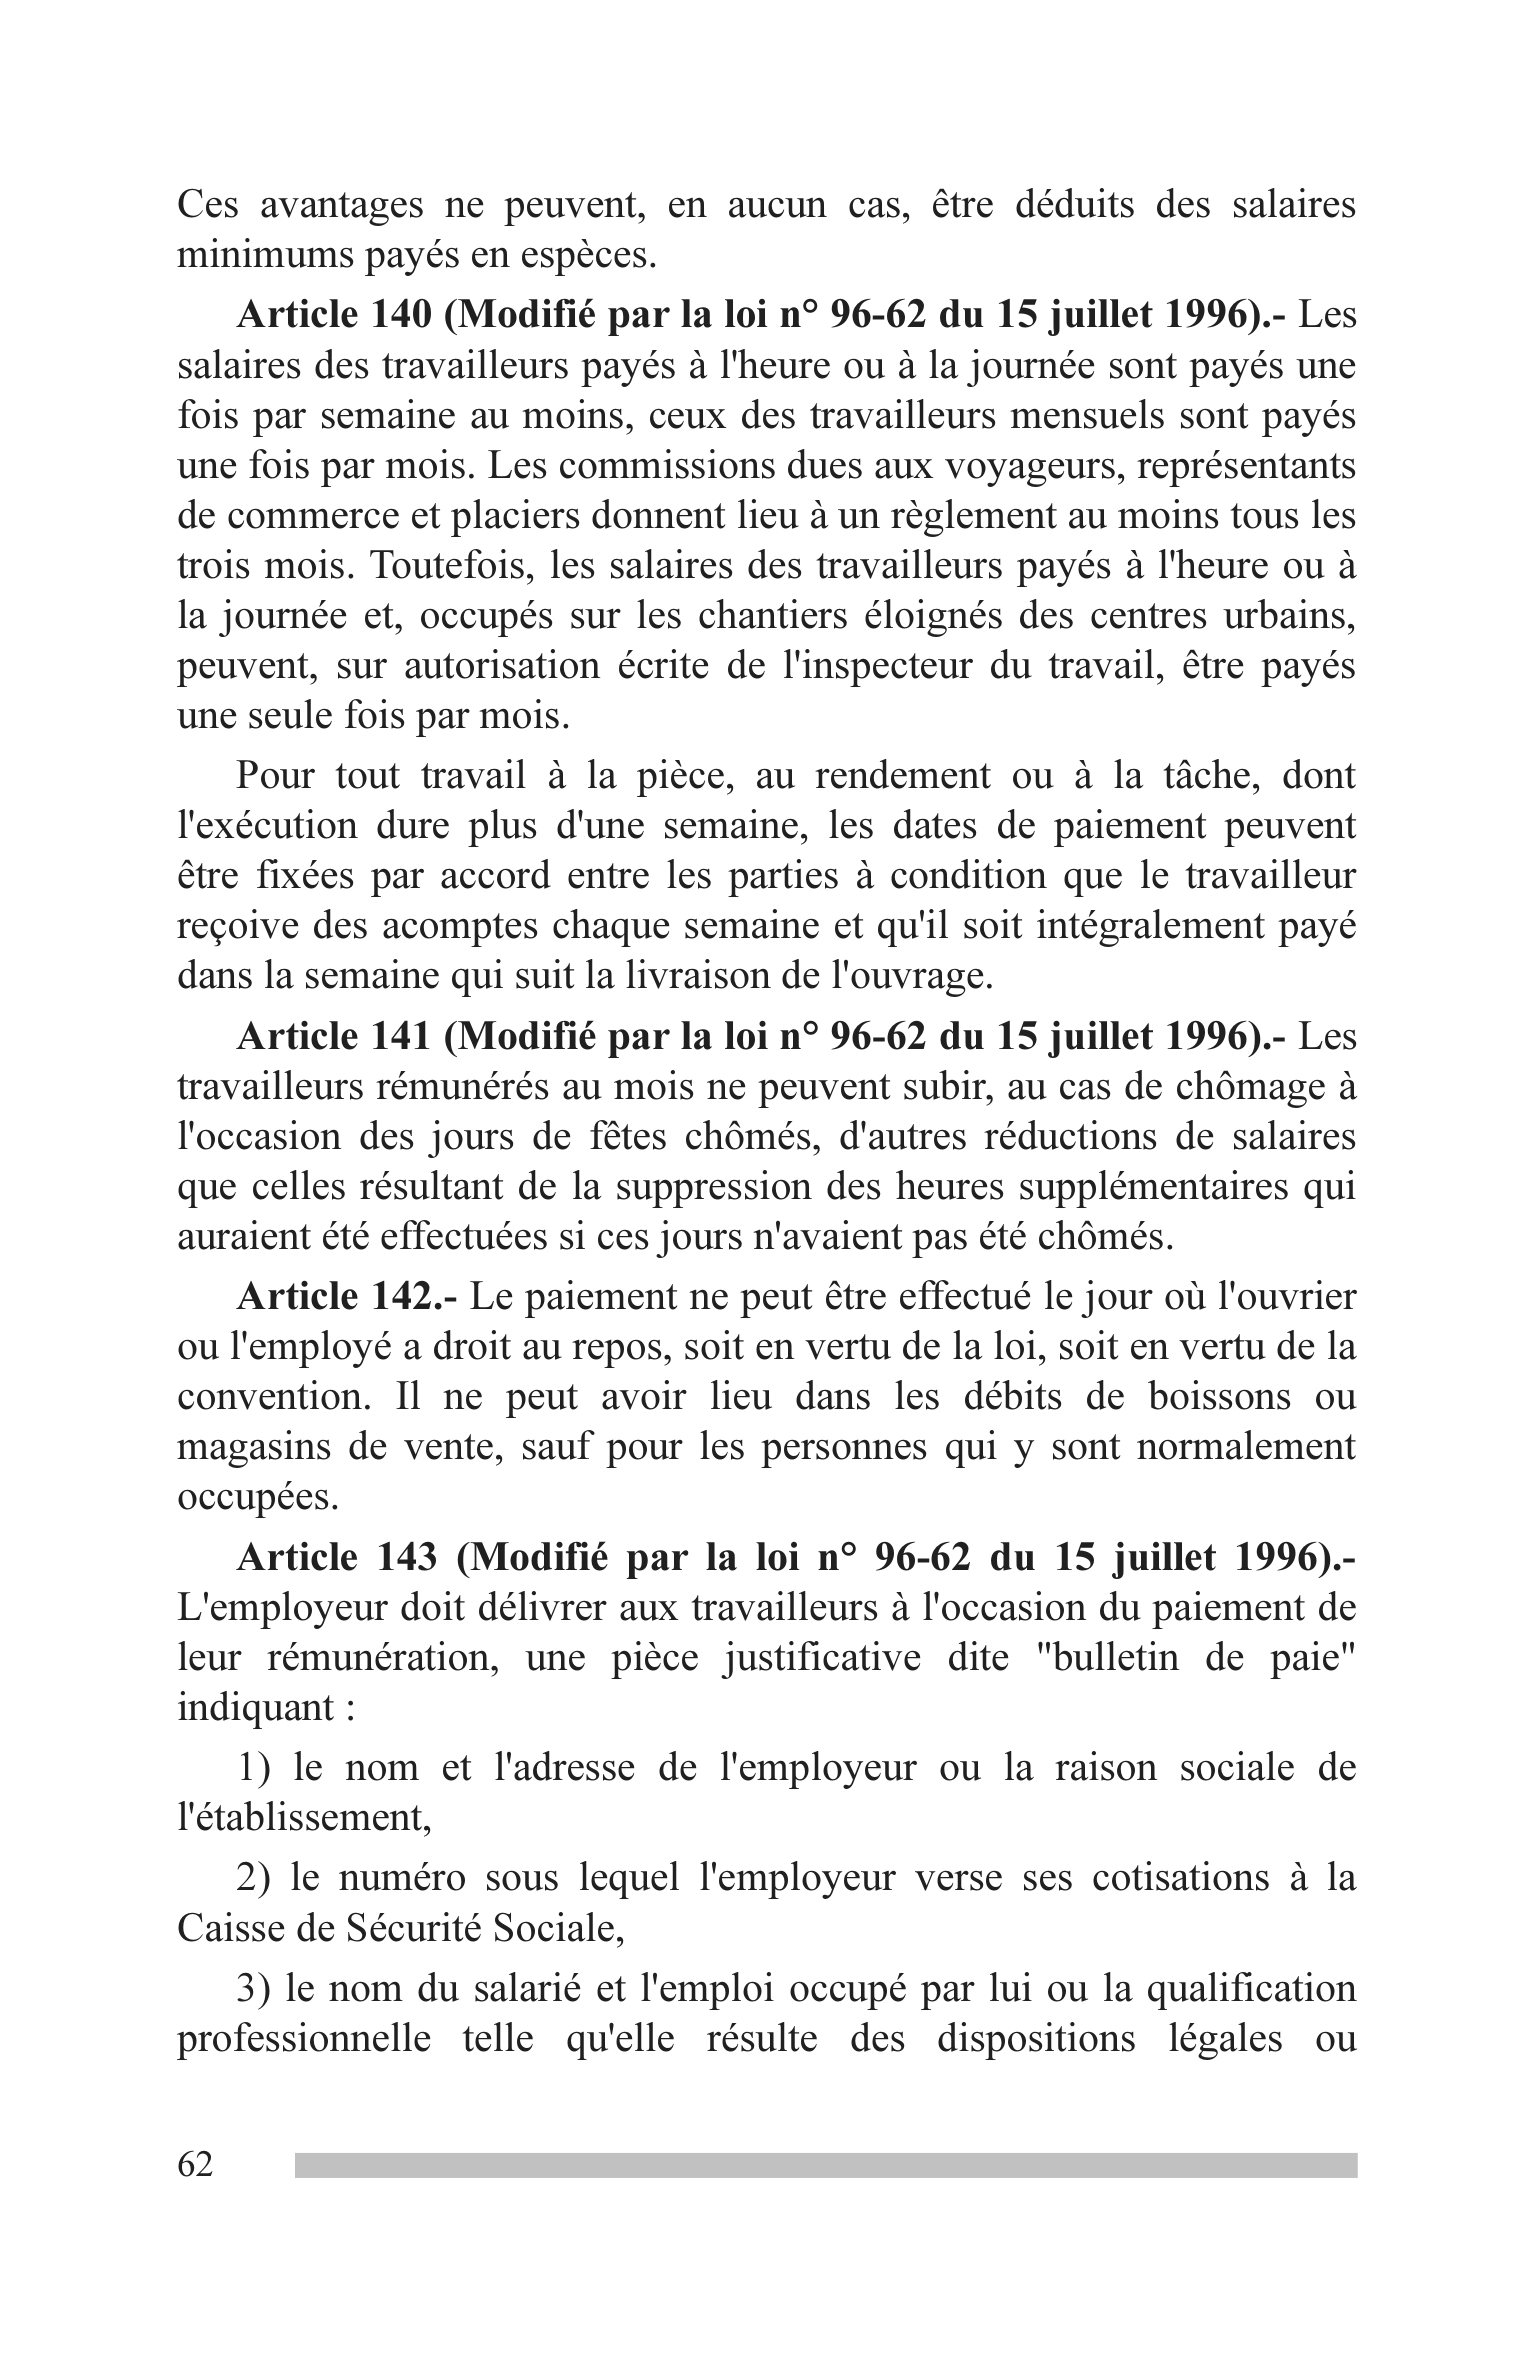 Ces avantages ne peuvent, en aucun cas, être déduits des salaires
minimums payés en espèces.
Article 140 (Modifié par la loi n° 96-62 du 15 juillet 1996).- Les
salaires des travailleurs payés à l'heure ou à la journée sont payés une
fois par semaine au moins, ceux des travailleurs mensuels sont payés
une fois par mois. Les commissions dues aux voyageurs, représentants
de commerce et placiers donnent lieu à un règlement au moins tous les
trois mois. Toutefois, les salaires des travailleurs payés à l'heure ou à
la journée et, occupés sur les chantiers éloignés des centres urbains,
peuvent, sur autorisation écrite de l'inspecteur du travail, être payés
une seule fois par mois.
Pour tout travail à la pièce, au rendement ou à la tâche, dont
l'exécution dure plus d'une semaine, les dates de paiement peuvent
être fixées par accord entre les parties à condition que le travailleur
reçoive des acomptes chaque semaine et qu'il soit intégralement payé
dans la semaine qui suit la livraison de l'ouvrage.
Article 141 (Modifié par la loi n° 96-62 du 15 juillet 1996).- Les
travailleurs rémunérés au mois ne peuvent subir, au cas de chômage à
l'occasion des jours de fêtes chômés, d'autres réductions de salaires
que celles résultant de la suppression des heures supplémentaires qui
auraient été effectuées si ces jours n'avaient pas été chômés.
Article 142.- Le paiement ne peut être effectué le jour où l'ouvrier
ou l'employé a droit au repos, soit en vertu de la loi, soit en vertu de la
convention. Il ne peut avoir lieu dans les débits de boissons ou
magasins de vente, sauf pour les personnes qui y sont normalement
occupées.
Article 143 (Modifié par la loi n° 96-62 du 15 juillet 1996).-
L'employeur doit délivrer aux travailleurs à l'occasion du paiement de
leur rémunération, une pièce justificative dite "bulletin de paie"
indiquant :
1) le nom et l'adresse de l'employeur ou la raison sociale de
l'établissement,
2) le numéro sous lequel l'employeur verse ses cotisations à la
Caisse de Sécurité Sociale,
3) le nom du salarié et l'emploi occupé par lui ou la qualification
professionnelle telle qu'elle résulte des dispositions légales ou
62